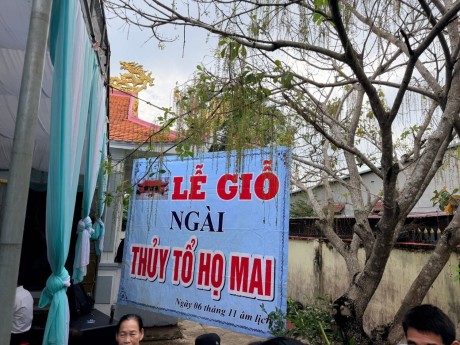 LỄ GIỖ
NGÀI
THỦY TỔ HỌ MAI
Ngày 06 tháng 11 âm lịch